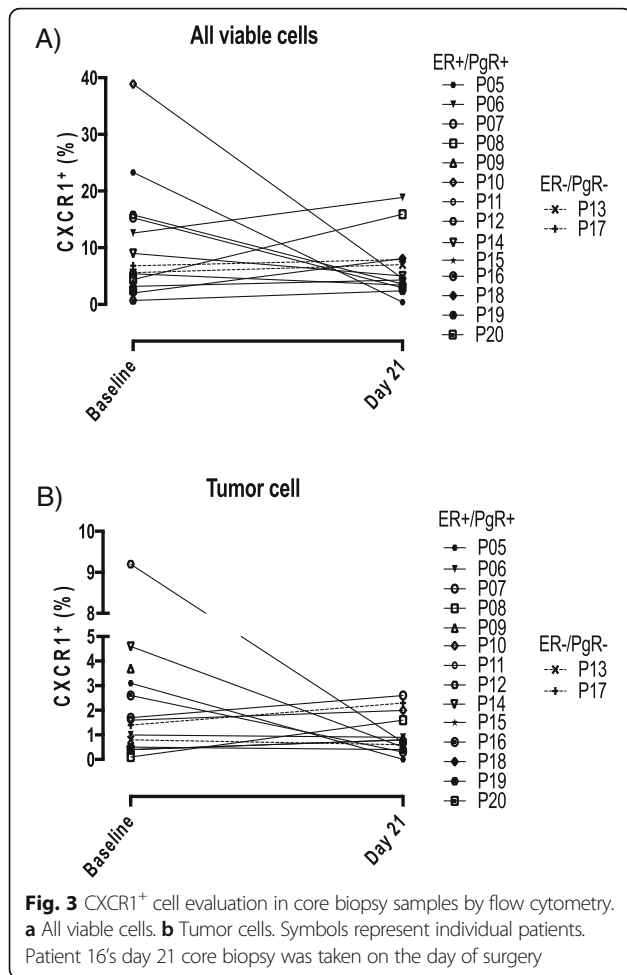 A)
All viable cells
CXCR1⁺ (%)
40
30
20
10
0
Baseline
Day 21
ER+/PgR+
P05
P06
P07
P08
P09
P10
P11
P12
P14
P15
P16
P18
P19
P20
ER-/PgR-
P13
P17
B)
Tumor cell
CXCR1⁺ (%)
10
9
8
5
4
3
2
1
0
Baseline
Day 21
ER+/PgR+
P05
P06
P07
P08
P09
P10
P11
P12
P14
P15
P16
P18
P19
P20
ER-/PgR-
P13
P17
Fig. 3 CXCR1⁺ cell evaluation in core biopsy samples by flow cytometry.
a All viable cells. b Tumor cells. Symbols represent individual patients.
Patient 16's day 21 core biopsy was taken on the day of surgery